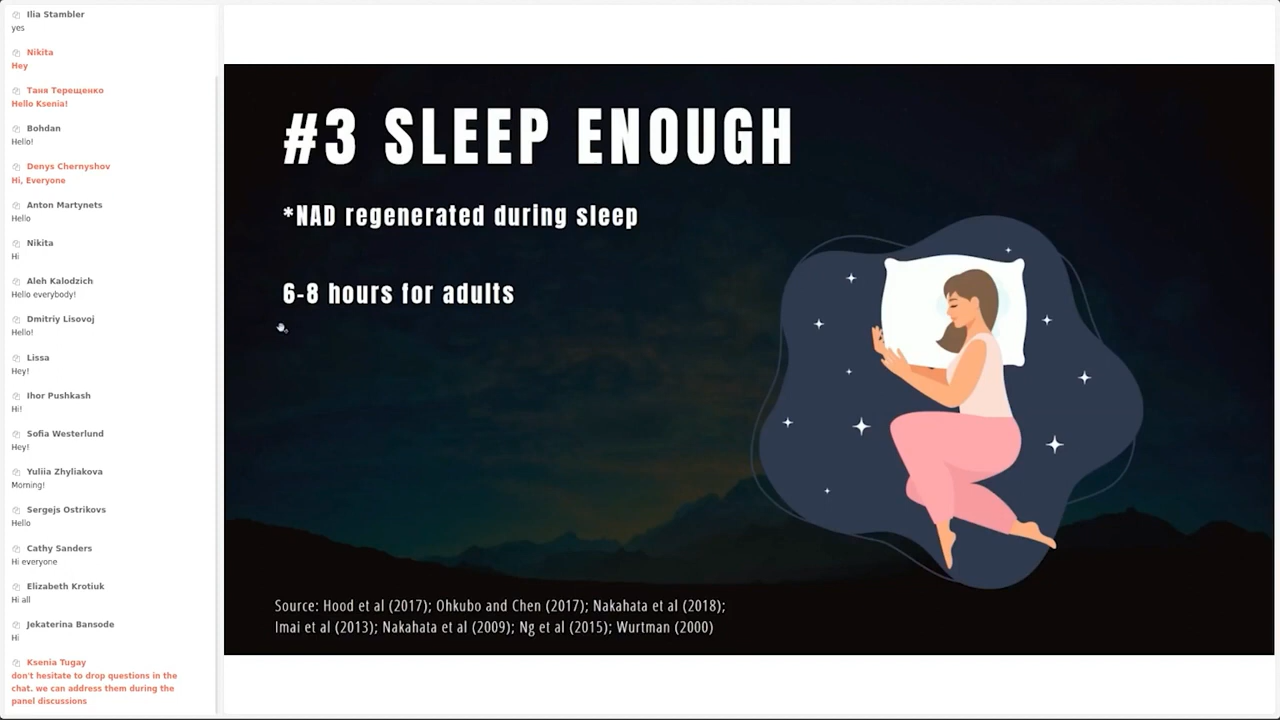 Ilia Stambler
yes
Nikita
Hey
Таня Терещенко
Hello Ksenia!
Bohdan
Hello!
Denys Chernyshov
Hi, Everyone
Anton Martynets
Hello
Nikita
Hi
Aleh Kalodzich
Hello everybody!
Dmitriy Lisovoj
Hello!
Lissa
Hey!
Ihor Pushkash
Hi!
Sofia Westerlund
Hey!
Yuliia Zhyliakova
Morning!
Sergejs Ostrikovs
Hello
Cathy Sanders
Hi everyone
Elizabeth Krotiuk
Hi all
Jekaterina Bansode
Hi
Ksenia Tugay
don't hesitate to drop questions in the
chat. we can address them during the
panel discussions
#3 SLEEP ENOUGH
*NAD regenerated during sleep
6-8 hours for adults
Source: Hood et al (2017); Ohkubo and Chen (2017); Nakahata et al (2018);
Imai et al (2013); Nakahata et al (2009); Ng et al (2015); Wurtman (2000)